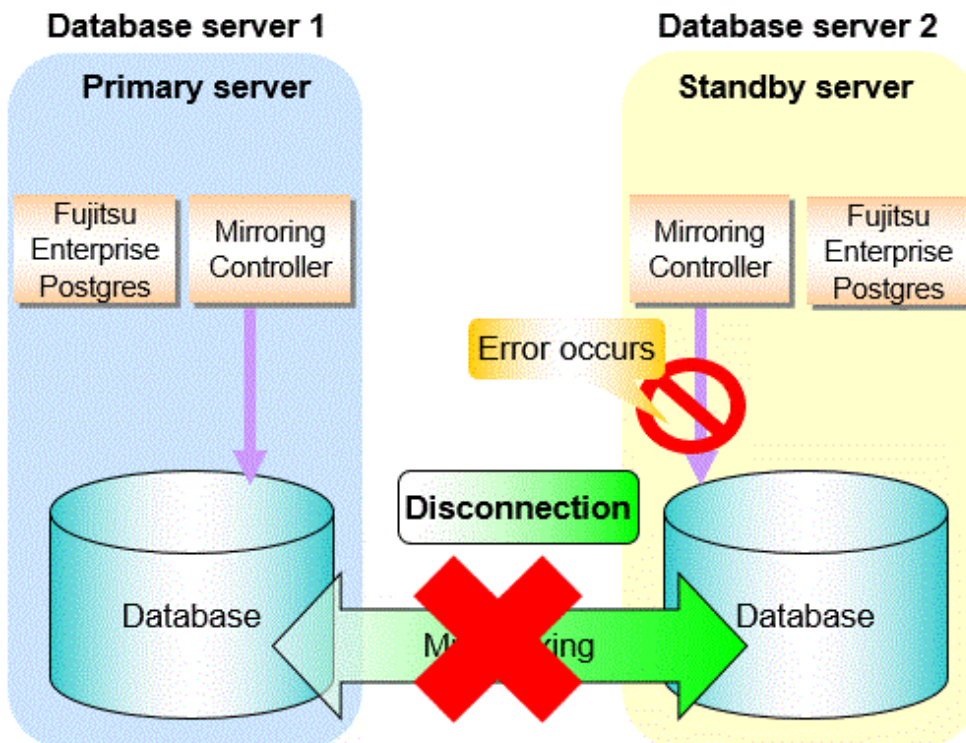 Database server 1
Database server 2
Primary server
Standby server
Fujitsu
Enterprise
Postgres
Mirroring
Controller
Mirroring
Controller
Fujitsu
Enterprise
Postgres
Error occurs
Disconnection
Database
Database